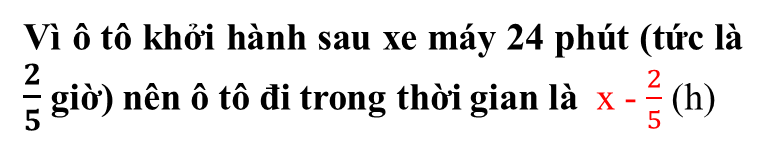 Vì ô tô khởi hành sau xe máy 24 phút (tức là
2/5 giờ) nên ô tô đi trong thời gian là x - 2/5 (h)